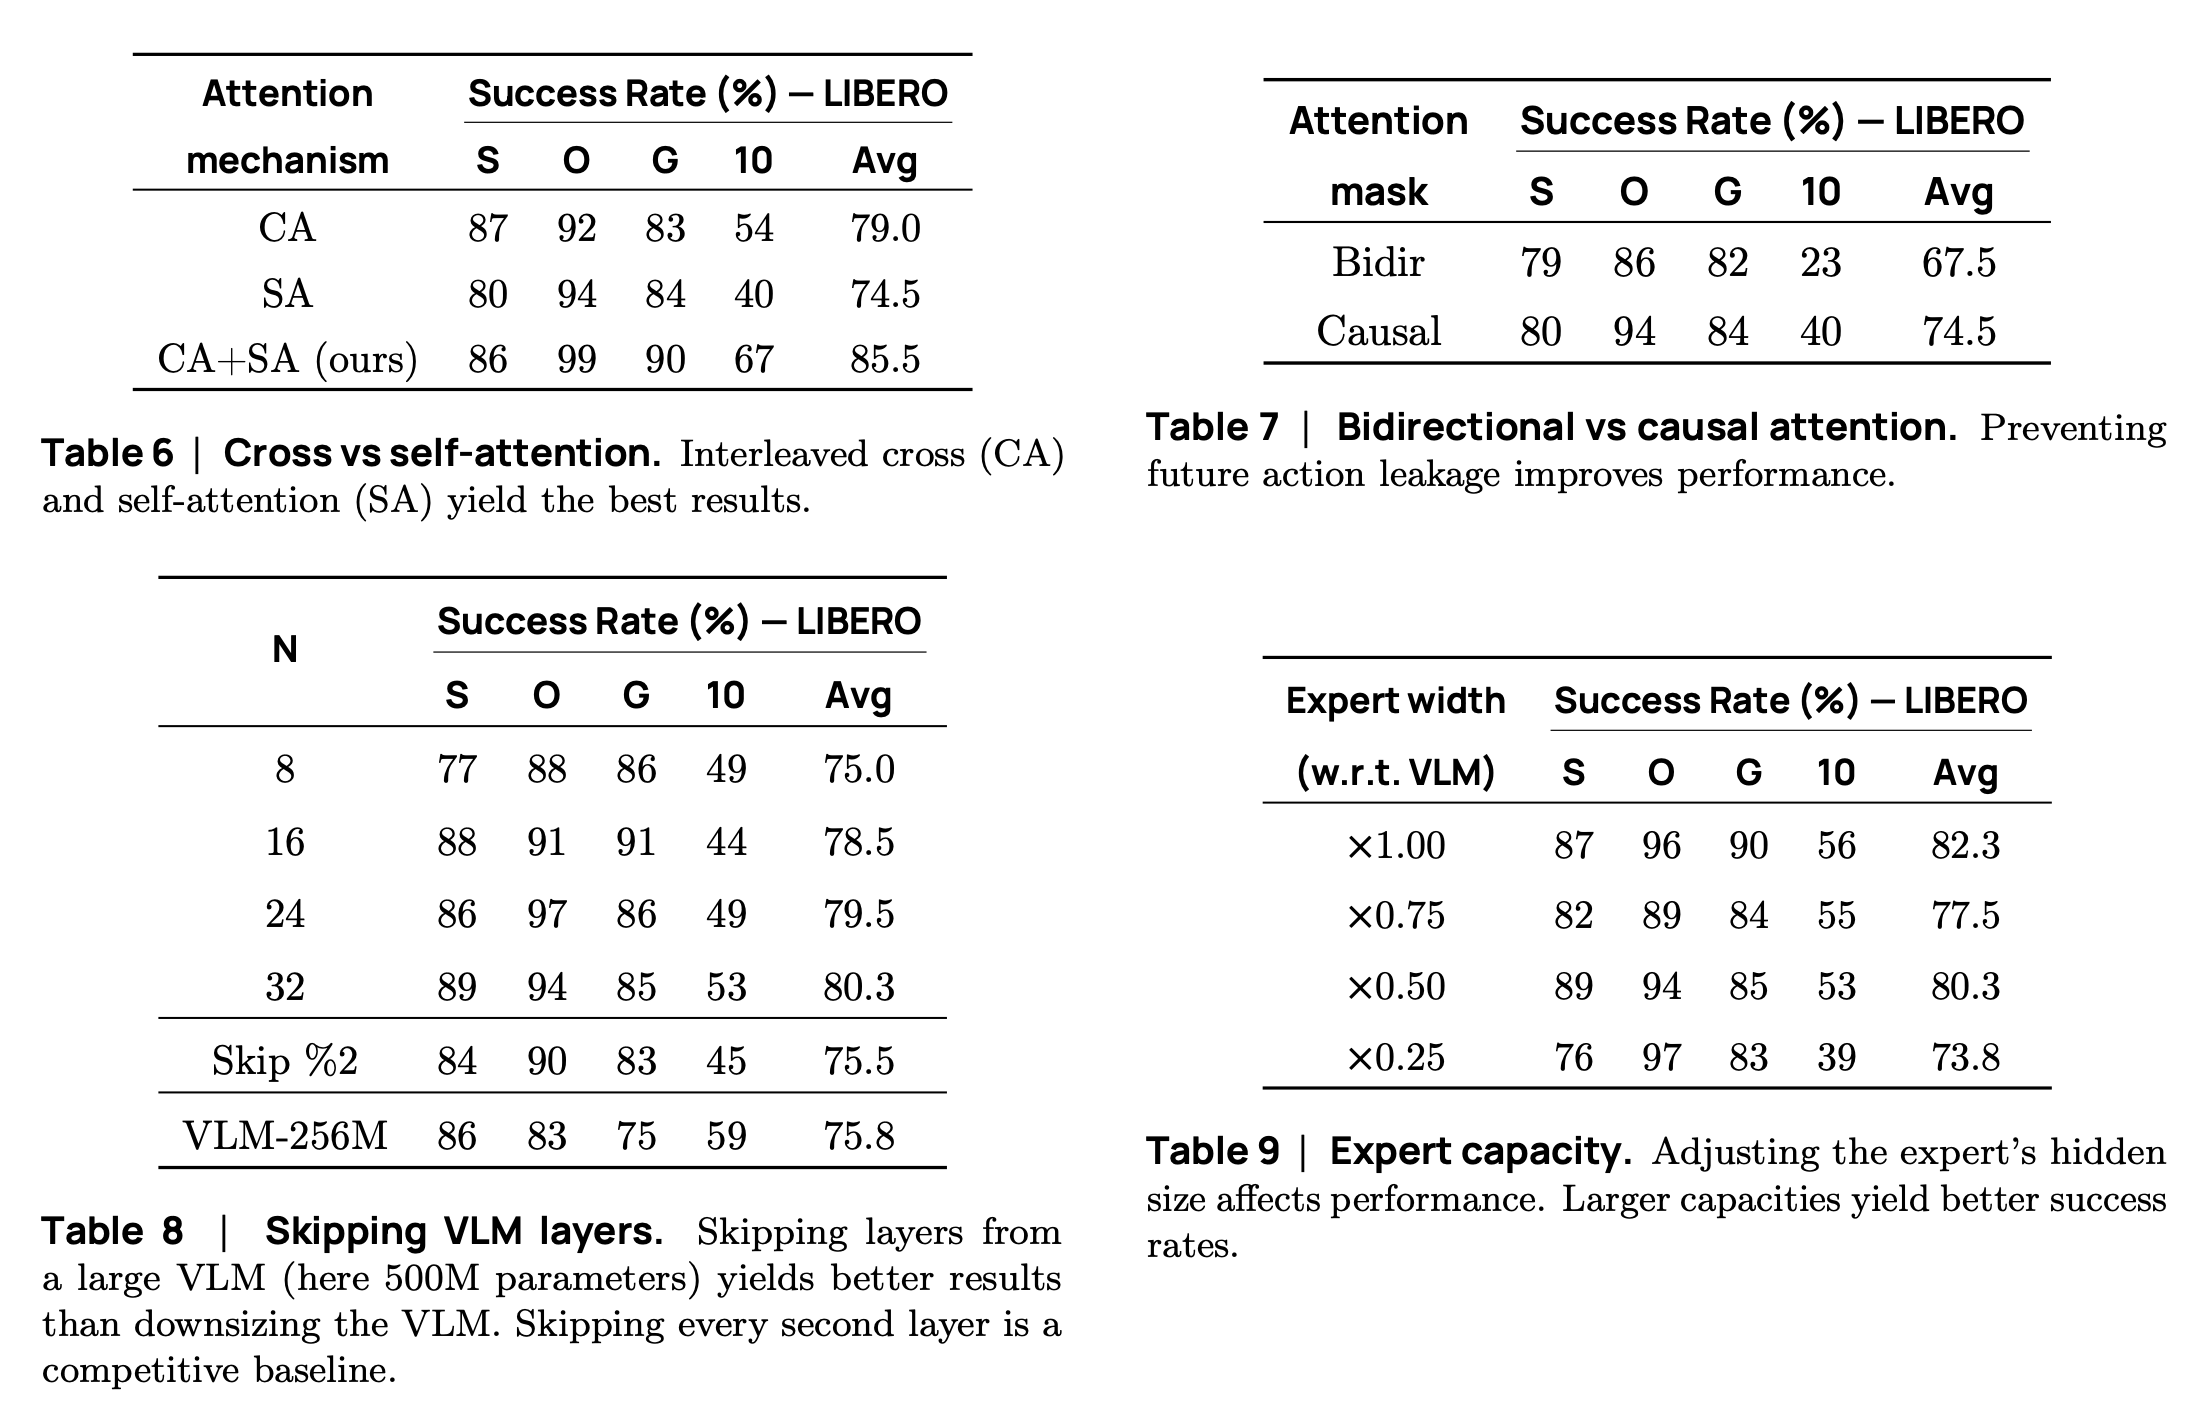 Attention Success Rate (%) — LIBERO
mechanism S O G 10 Avg
CA 87 92 83 54 79.0
SA 80 94 84 40 74.5
CA+SA (ours) 86 99 90 67 85.5
Table 6 | Cross vs self-attention. Interleaved cross (CA)
and self-attention (SA) yield the best results.
Attention Success Rate (%) — LIBERO
mask S O G 10 Avg
Bidir 79 86 82 23 67.5
Causal 80 94 84 40 74.5
Table 7 | Bidirectional vs causal attention. Preventing
future action leakage improves performance.
N Success Rate (%) — LIBERO
S O G 10 Avg
8 77 88 86 49 75.0
16 88 91 91 44 78.5
24 86 97 86 49 79.5
32 89 94 85 53 80.3
Skip %2 84 90 83 45 75.5
VLM-256M 86 83 75 59 75.8
Table 8 | Skipping VLM layers. Skipping layers from
a large VLM (here 500M parameters) yields better results
than downsizing the VLM. Skipping every second layer is a
competitive baseline.
Expert width Success Rate (%) — LIBERO
(w.r.t. VLM) S O G 10 Avg
×1.00 87 96 90 56 82.3
×0.75 82 89 84 55 77.5
×0.50 89 94 85 53 80.3
×0.25 76 97 83 39 73.8
Table 9 | Expert capacity. Adjusting the expert's hidden
size affects performance. Larger capacities yield better success
rates.